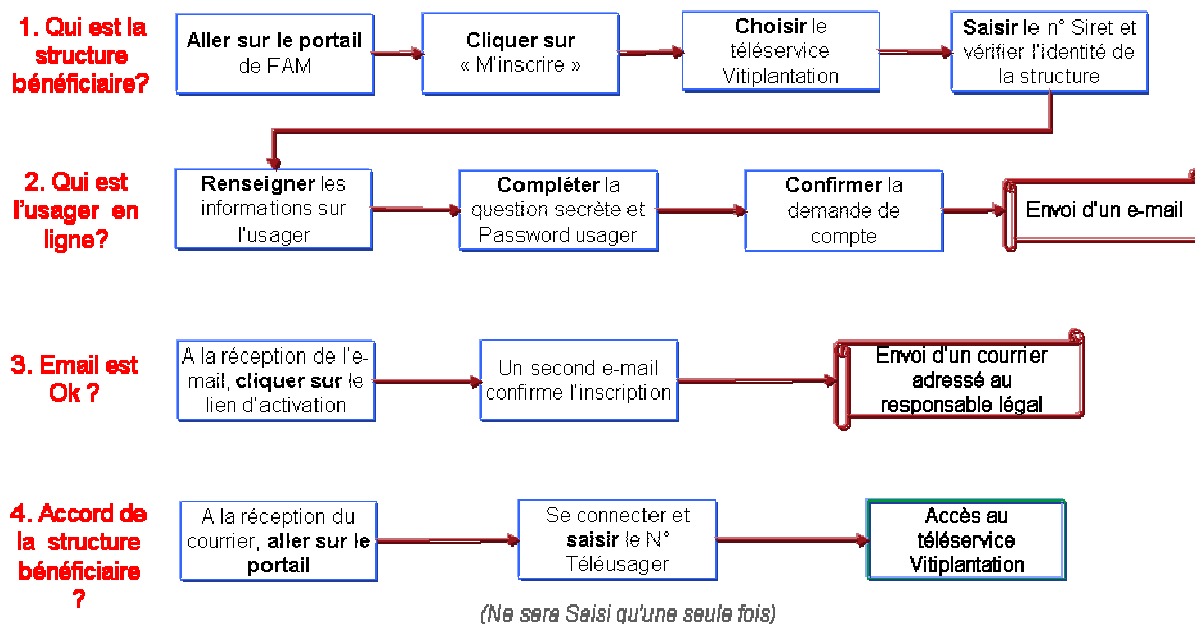 1. Qui est la
structure
bénéficiaire?
Aller sur le portail
de FAM
Cliquer sur
« M'inscrire »
Choisir le
téléservice
Vitiplantation
Saisir le n° Siret et
vérifier l'identité de
la structure
2. Qui est
l'usager en
ligne?
Renseigner les
informations sur
l'usager
Compléter la
question secrète et
Password usager
Confirmer la
demande de
compte
Envoi d'un e-mail
3. Email est
Ok ?
A la réception de l'e-
mail, cliquer sur le
lien d'activation
Un second e-mail
confirme l'inscription
Envoi d'un courrier
adressé au
responsable légal
4. Accord de
la structure
bénéficiaire
?
A la réception du
courrier, aller sur le
portail
Se connecter et
saisir le N°
Téléusager
Accès au
téléservice
Vitiplantation
(Ne sera Saisi qu'une seule fois)